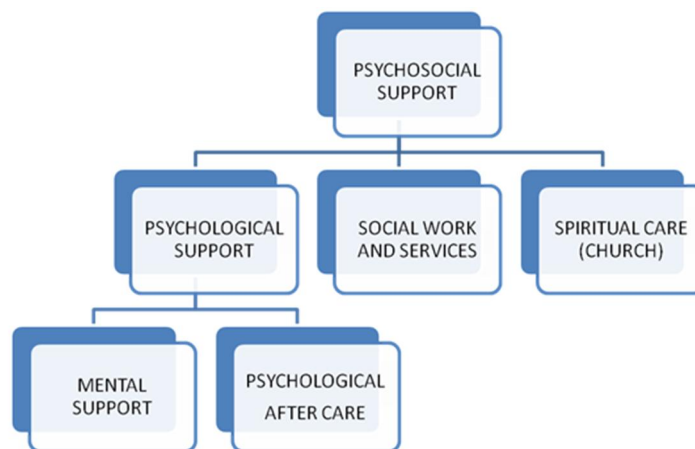 PSYCHOSOCIAL
SUPPORT
PSYCHOLOGICAL
SUPPORT
SOCIAL WORK
AND SERVICES
SPIRITUAL CARE
(CHURCH)
MENTAL
SUPPORT
PSYCHOLOGICAL
AFTER CARE